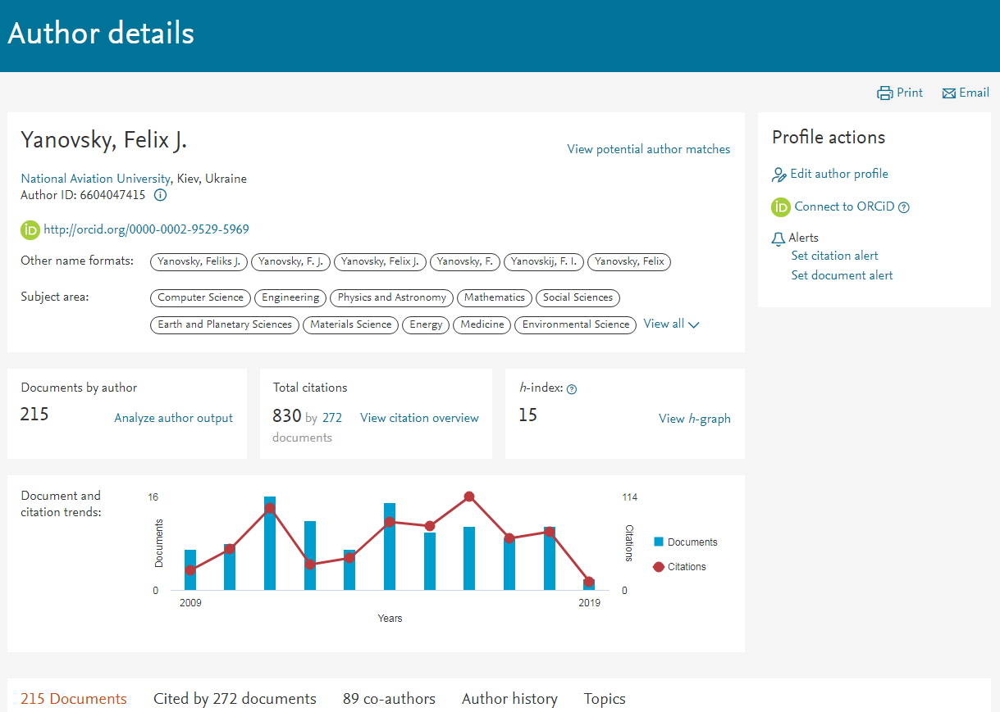 Author details
Print Email
Yanovsky, Felix J.
View potential author matches
National Aviation University, Kiev, Ukraine
Author ID: 6604047415
iD http://orcid.org/0000-0002-9529-5969
Other name formats: Yanovsky, Feliks J. Yanovsky, F. J. Yanovsky, Felix J. Yanovsky, F. Yanovskij, F. I. Yanovsky, Felix
Subject area: Computer Science Engineering Physics and Astronomy Mathematics Social Sciences
Earth and Planetary Sciences Materials Science Energy Medicine Environmental Science View all
Profile actions
Edit author profile
iD Connect to ORCiD ?
Alerts
Set citation alert
Set document alert
Documents by author
215 Analyze author output
Total citations
830 by 272 View citation overview
documents
h-index: ?
15 View h-graph
Document and
citation trends:
16
Documents
0
114
Citations
0
2009 2019
Years
Documents
Citations
215 Documents Cited by 272 documents 89 co-authors Author history Topics